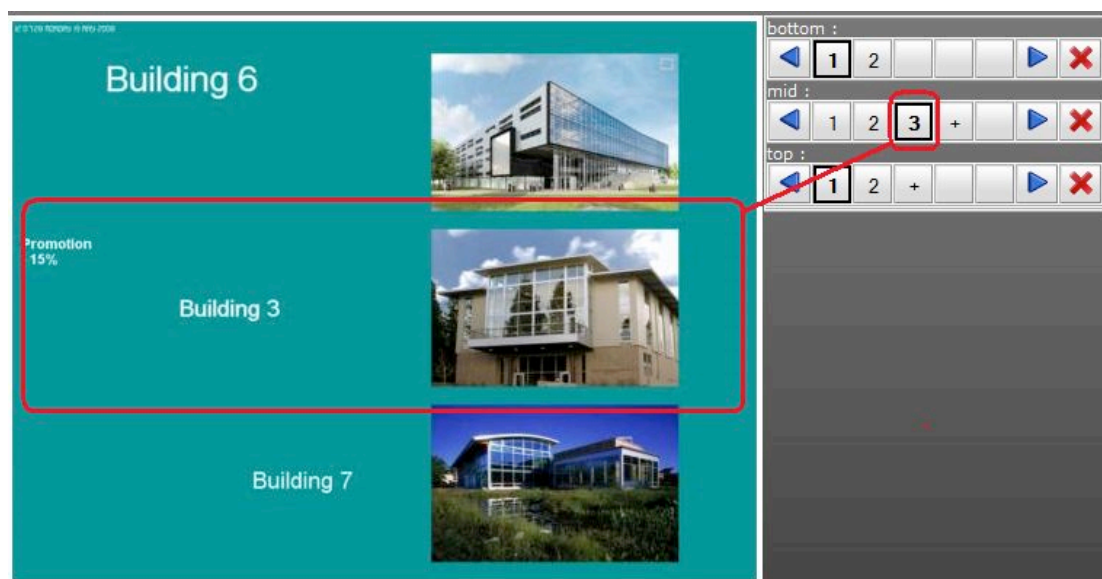 Building 6
Promotion
15%
Building 3
Building 7
bottom :
1 2
mid :
1 2 3 +
top :
1 2 +